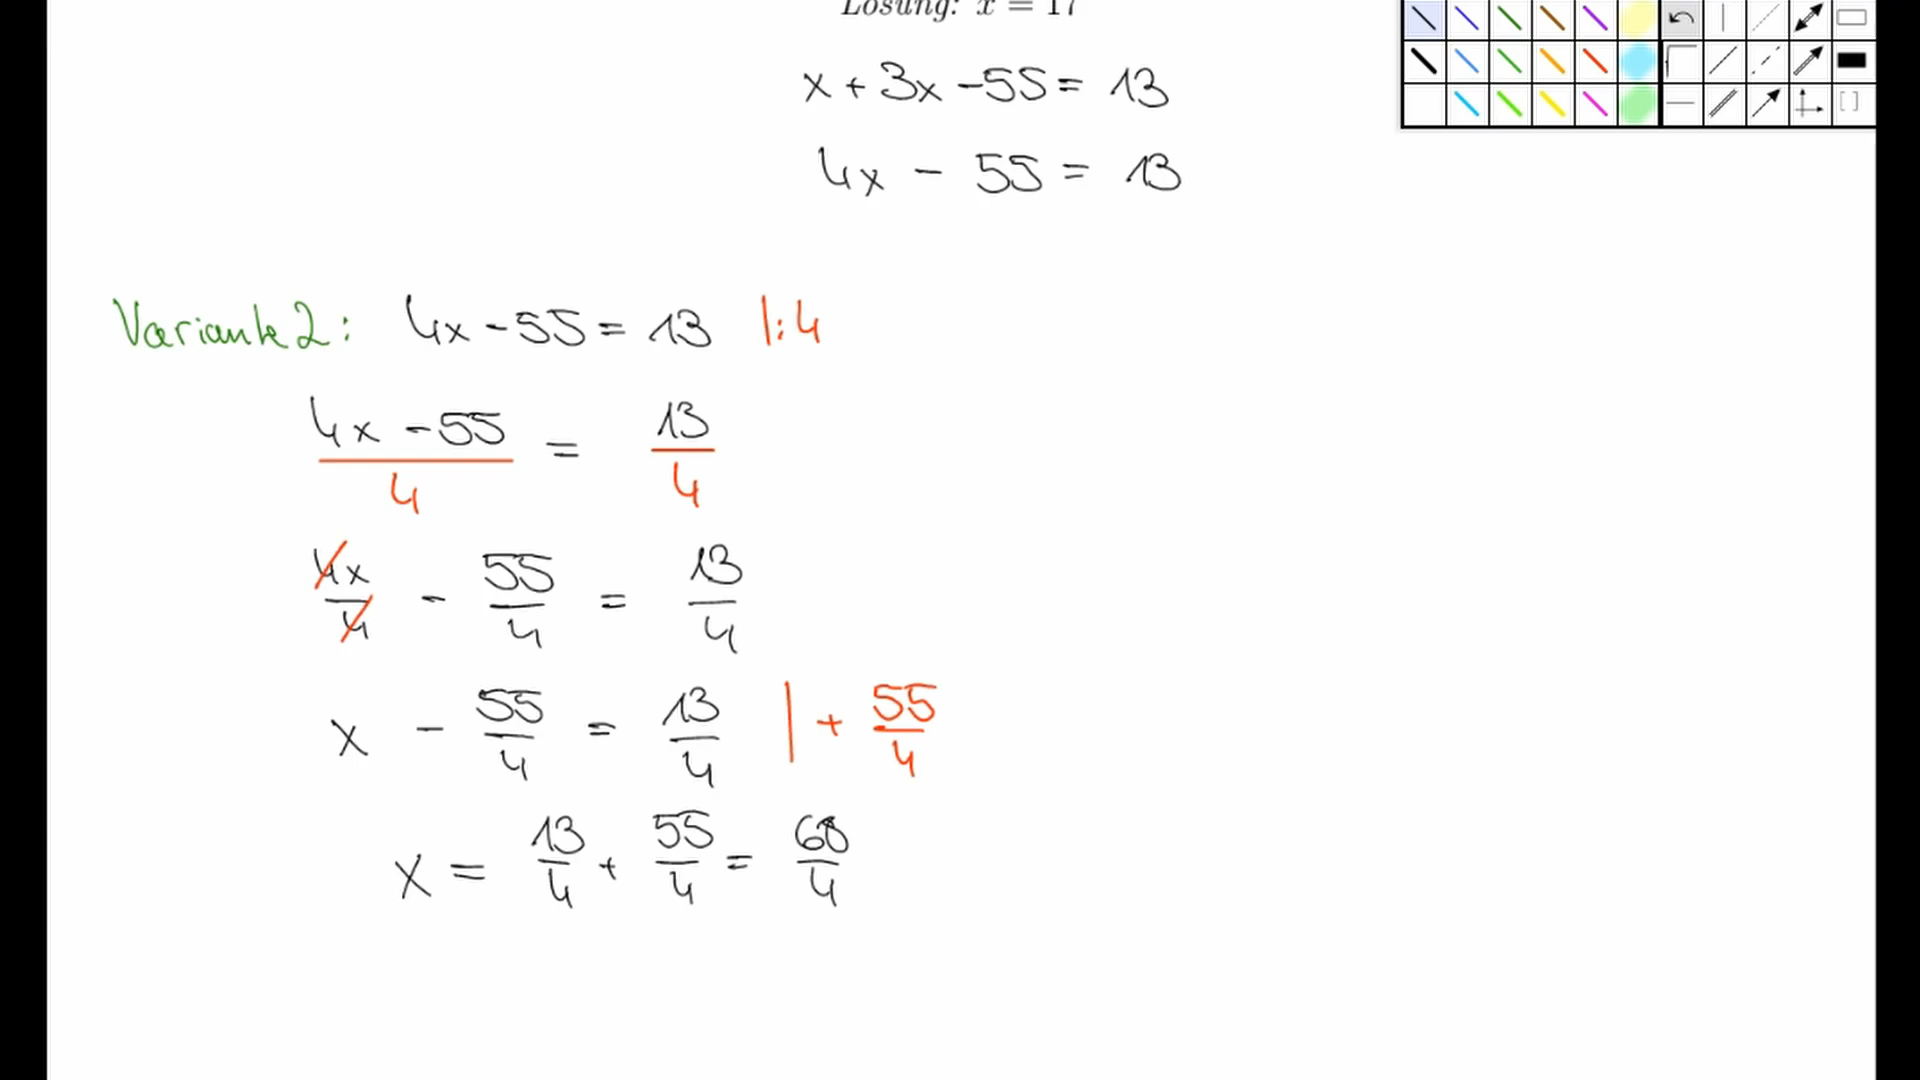 Lösung: x = 17
x + 3x - 55 = 13
4x - 55 = 13
Variante 2: 4x - 55 = 13 |:4
(4x - 55)/4 = 13/4
4x/4 - 55/4 = 13/4
x - 55/4 = 13/4 | + 55/4
x = 13/4 + 55/4 = 68/4